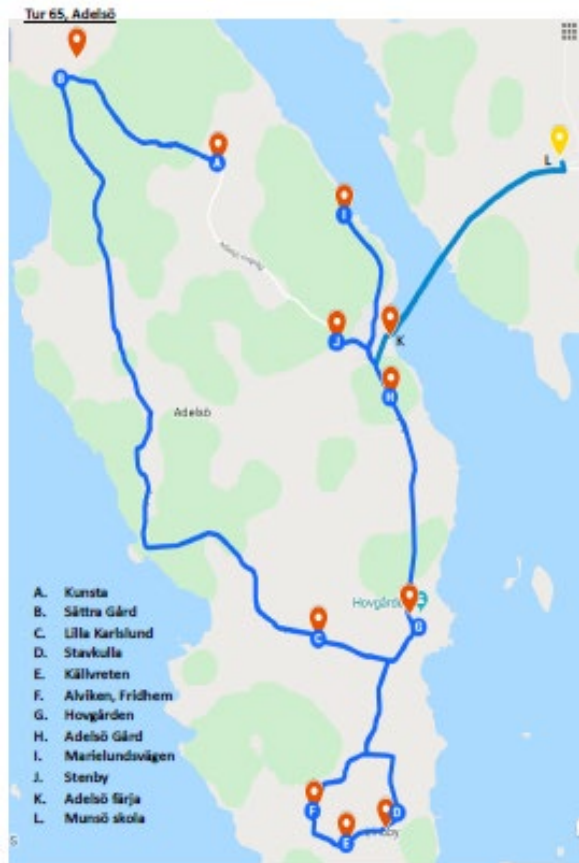 Tur 65, Adelsö
B
A
L
I
J
K
H
Adelsö
Hovgården
G
C
A. Kunsta
B. Sättra Gård
C. Lilla Karlslund
D. Stavkulla
E. Källvreten
F. Alviken, Fridhem
G. Hovgården
H. Adelsö Gård
I. Marielundsvägen
J. Stenby
K. Adelsö färja
L. Munsö skola
F
D
E
S